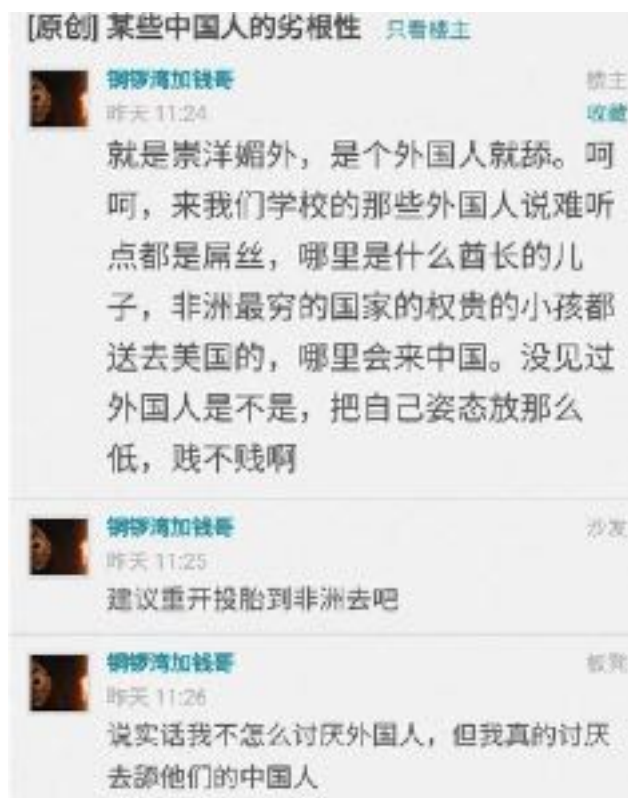 [原创] 某些中国人的劣根性 只看楼主
铜锣湾加钱哥 楼主
昨天 11:24 收藏
就是崇洋媚外，是个外国人就舔。呵
呵，来我们学校的那些外国人说难听
点都是屌丝，哪里是什么酋长的儿
子，非洲最穷的国家的权贵的小孩都
送去美国的，哪里会来中国。没见过
外国人是不是，把自己姿态放那么
低，贱不贱啊
铜锣湾加钱哥 沙发
昨天 11:25
建议重开投胎到非洲去吧
铜锣湾加钱哥 板凳
昨天 11:26
说实话我不怎么讨厌外国人，但我真的讨厌
去舔他们的中国人